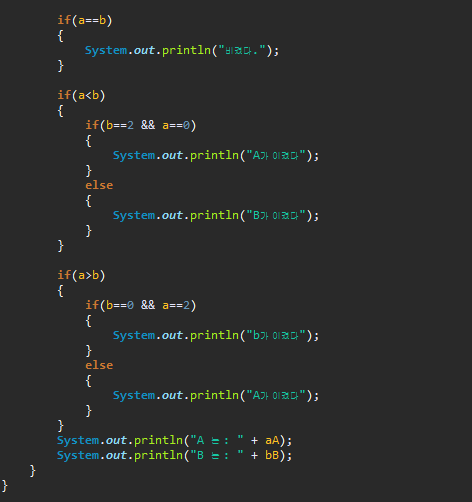 if(a==b)
{
System.out.println("비겼다.");
}
if(a<b)
{
if(b==2 && a==0)
{
System.out.println("A가 이겼다");
}
else
{
System.out.println("B가 이겼다");
}
}
if(a>b)
{
if(b==0 && a==2)
{
System.out.println("b가 이겼다");
}
else
{
System.out.println("A가 이겼다");
}
}
System.out.println("A 는 : " + aA);
System.out.println("B 는 : " + bB);
}
}